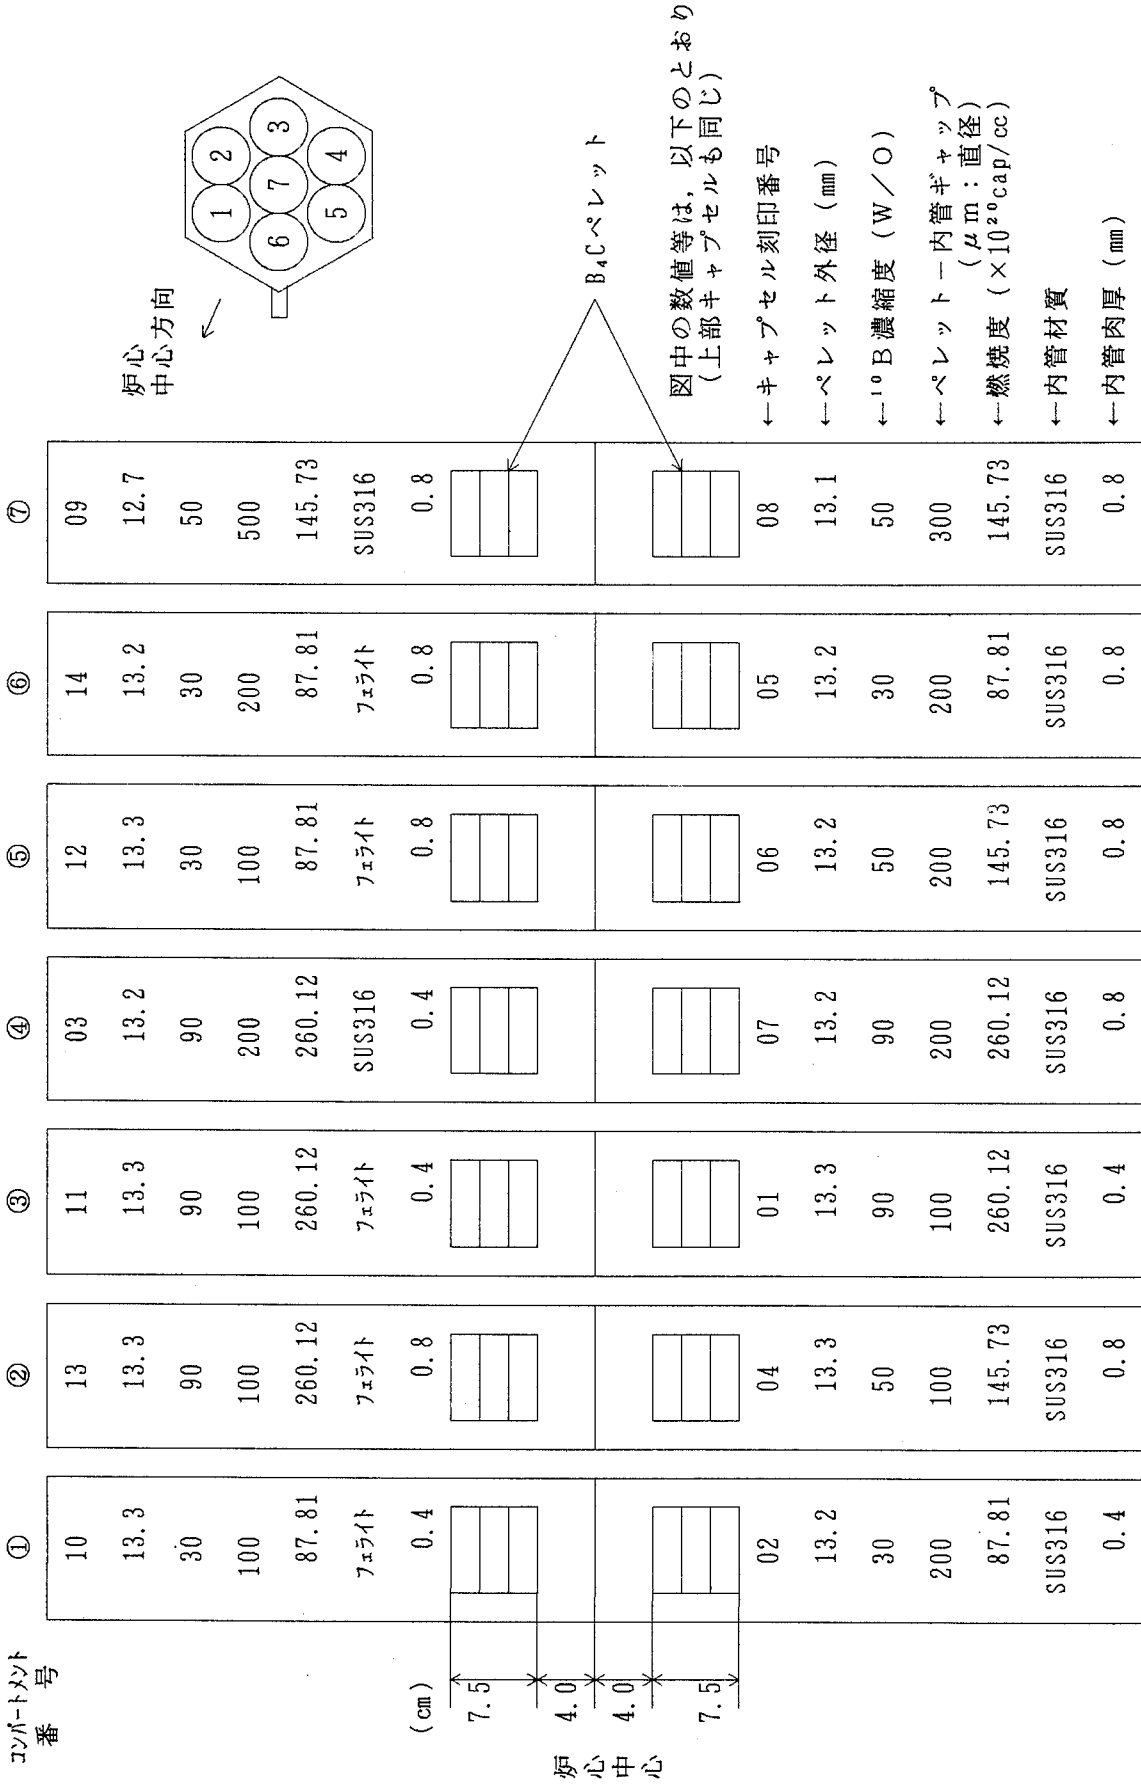 コンパートメント
番 号
① ② ③ ④ ⑤ ⑥ ⑦
10 13 11 03 12 14 09
13.3 13.3 13.3 13.2 13.3 13.2 12.7
30 90 90 90 30 30 50
100 100 100 200 100 200 500
87.81 260.12 260.12 260.12 87.81 87.81 145.73
フェライト フェライト フェライト SUS316 フェライト フェライト SUS316
0.4 0.8 0.4 0.4 0.8 0.8 0.8
(cm)
7.5
4.0
4.0
7.5
炉心中心
02 04 01 07 06 05 08 ←キャプセル刻印番号
13.2 13.3 13.3 13.2 13.2 13.2 13.1 ←ペレット外径 (mm)
30 50 90 90 50 30 50 ←¹⁰B濃縮度 (W/O)
200 100 100 200 200 200 300 ←ペレットー内管ギャップ
(μm:直径)
87.81 145.73 260.12 260.12 145.73 87.81 145.73 ←燃焼度 (×10²⁰cap/cc)
SUS316 SUS316 SUS316 SUS316 SUS316 SUS316 SUS316 ←内管材質
0.4 0.8 0.4 0.8 0.8 0.8 0.8 ←内管肉厚 (mm)
炉心
中心方向
1 2
6 7 3
5 4
B₄Cペレット
図中の数値等は,以下のとおり
(上部キャプセルも同じ)